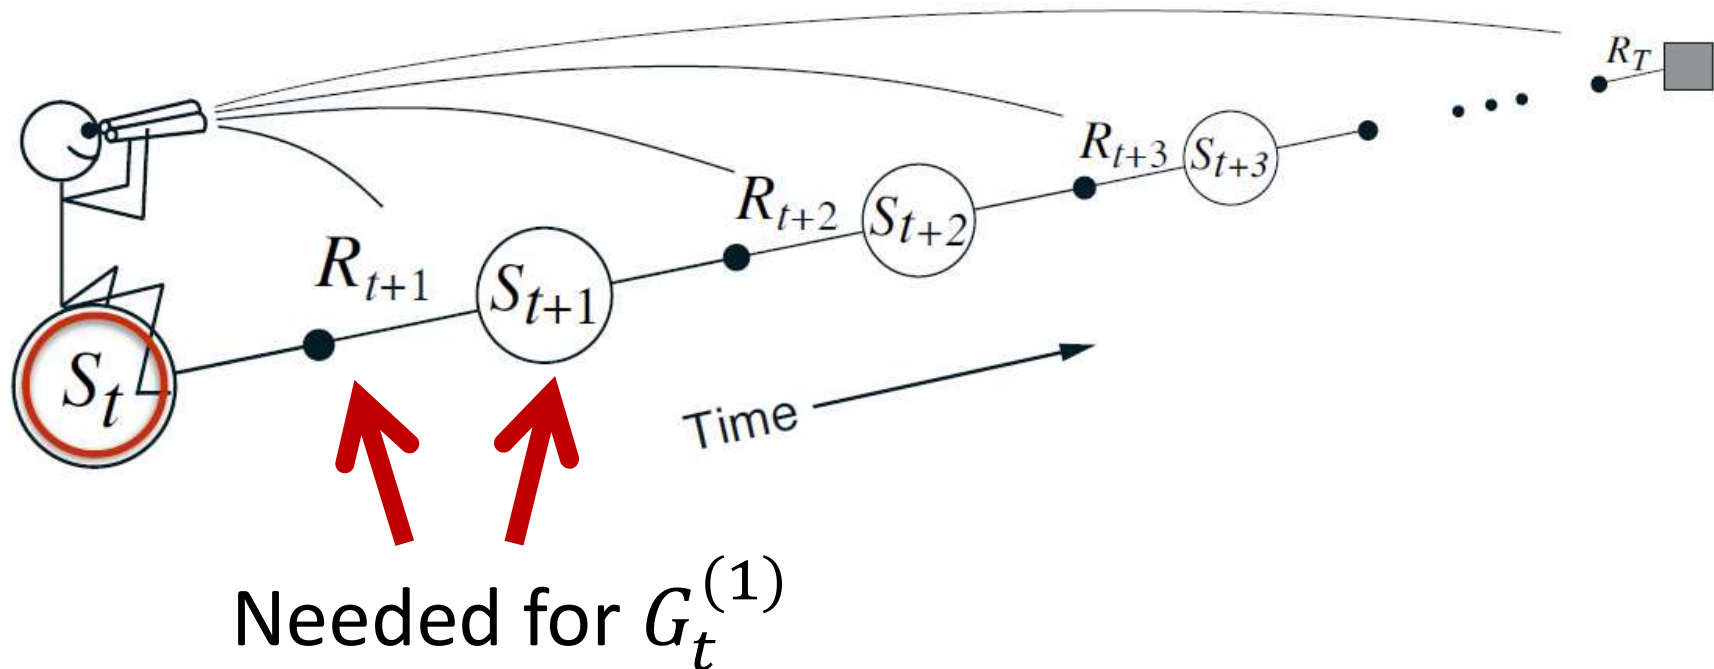 R_T
R_{t+3} S_{t+3}
R_{t+2} S_{t+2}
R_{t+1} S_{t+1}
S_t
Time
Needed for G_t^{(1)}